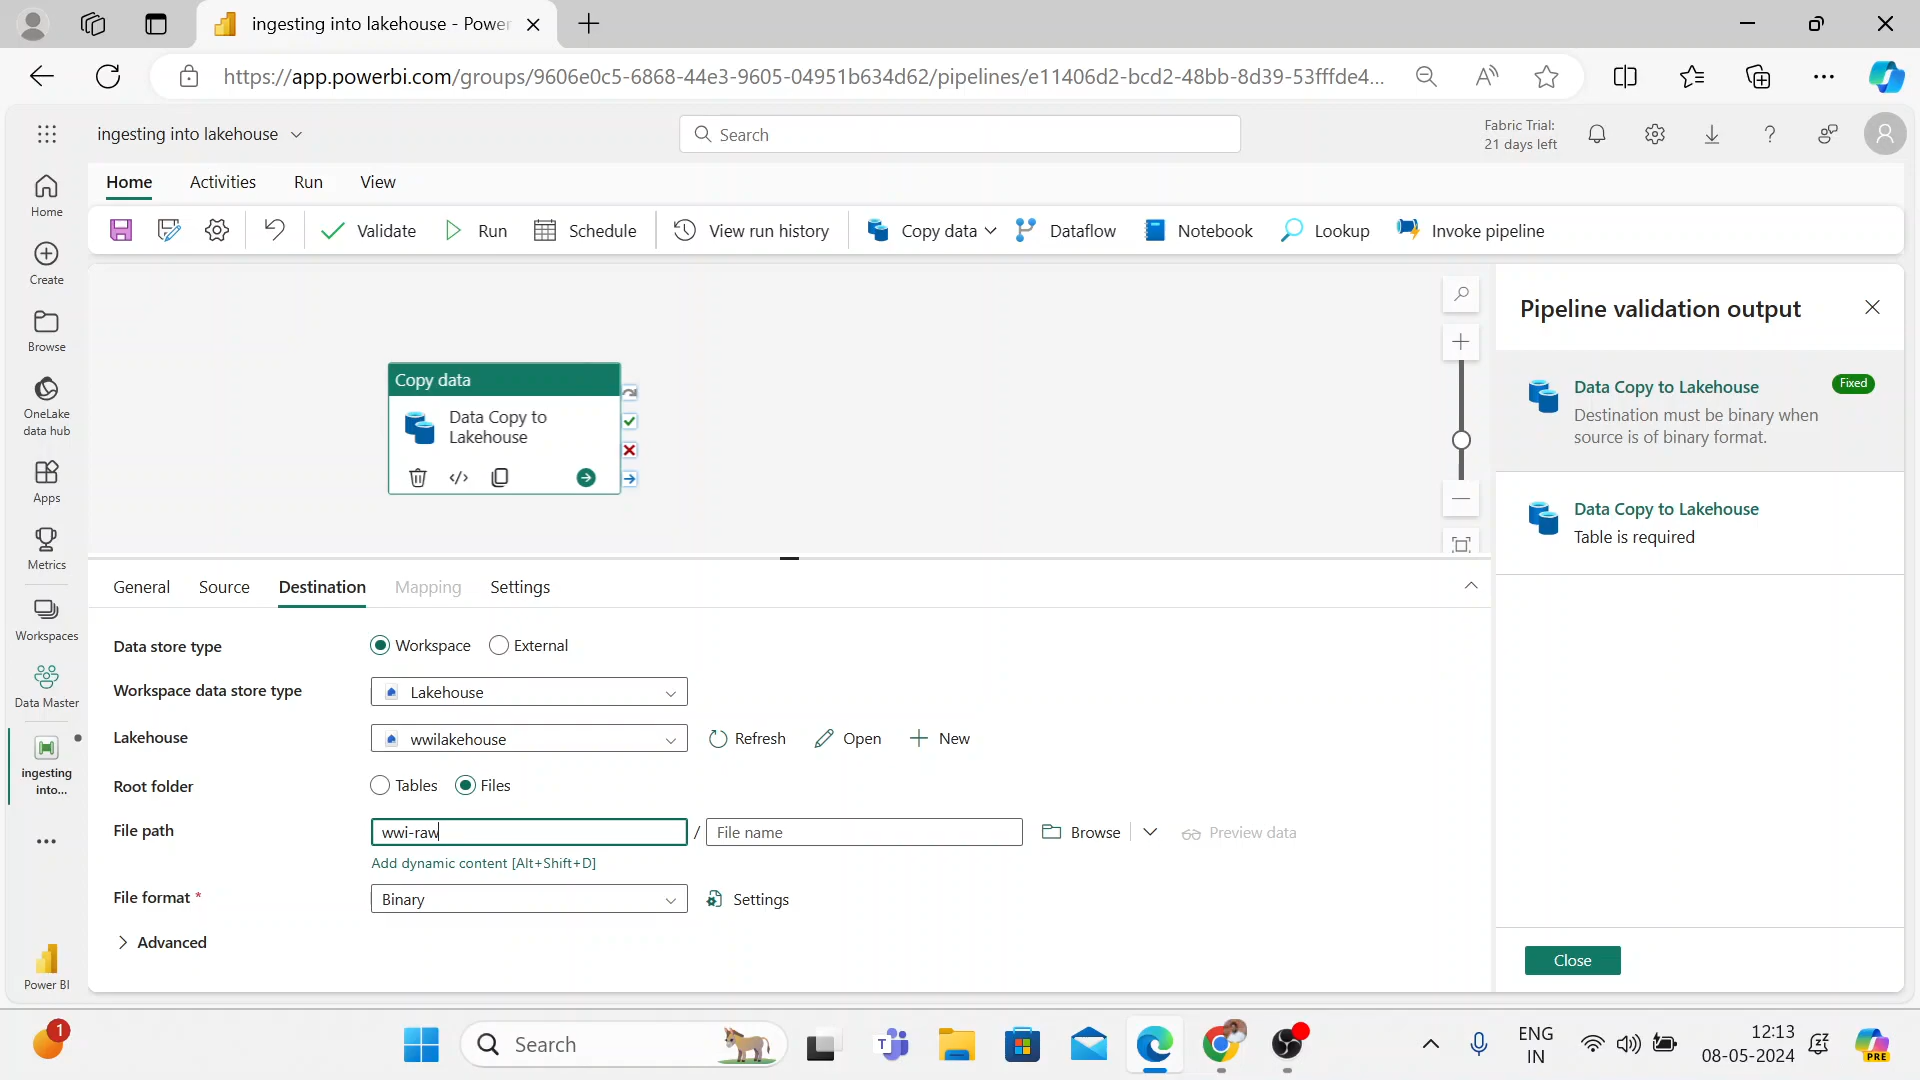 ingesting into lakehouse - Power
https://app.powerbi.com/groups/9606e0c5-6868-44e3-9605-04951b634d62/pipelines/e11406d2-bcd2-48bb-8d39-53fffde4...
ingesting into lakehouse
Search
Fabric Trial:
21 days left
Home
Activities
Run
View
Validate
Run
Schedule
View run history
Copy data
Dataflow
Notebook
Lookup
Invoke pipeline
Home
Create
Browse
OneLake
data hub
Apps
Metrics
Workspaces
Data Master
ingesting
into...
Power BI
Copy data
Data Copy to
Lakehouse
Pipeline validation output
Data Copy to Lakehouse
Fixed
Destination must be binary when
source is of binary format.
Data Copy to Lakehouse
Table is required
Close
General
Source
Destination
Mapping
Settings
Data store type
Workspace
External
Workspace data store type
Lakehouse
Lakehouse
wwilakehouse
Refresh
Open
New
Root folder
Tables
Files
File path
wwi-raw
/
File name
Browse
Preview data
Add dynamic content [Alt+Shift+D]
File format *
Binary
Settings
Advanced
1
Search
ENG
IN
12:13
08-05-2024
PRE